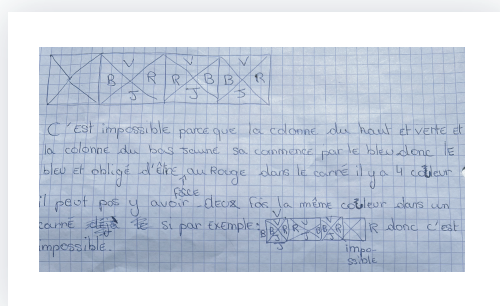 V V V
B R R B B R
J J J
C'est impossible parceque la colonne du haut et verte et
la colonne du bas jaune sa commence par le bleu donc le
bleu et obligé d'être au Rouge dans le carré il y a 4 couleur
FACE
il peut pas y avoir deux fois la même couleur dans un
carré si par exemple: B R R B B R R donc c'est
impo-
impossible.
ssible